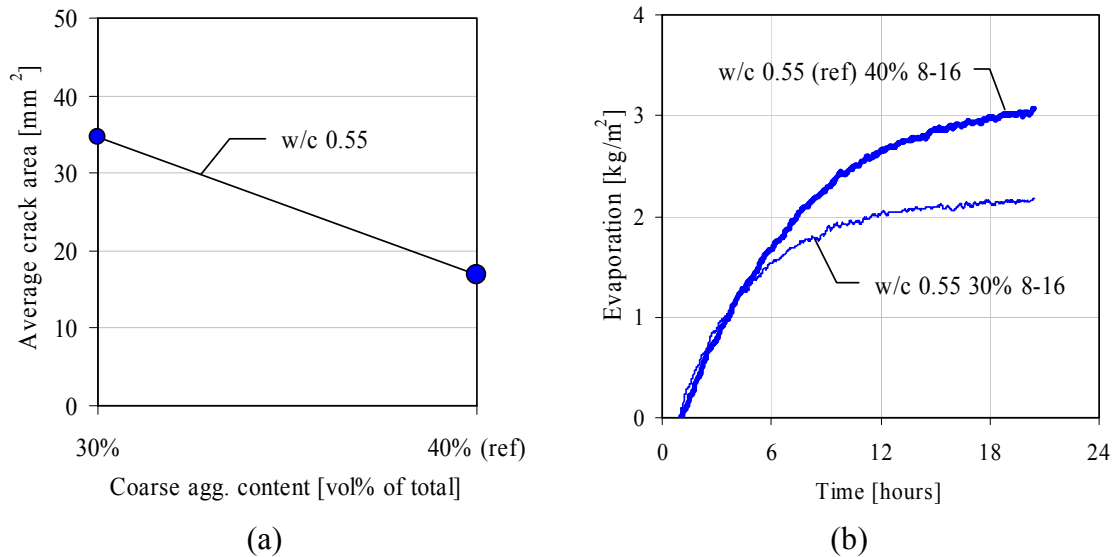 50
40
30
20
10
0
Average crack area [mm ²]
w/c 0.55
30%
40% (ref)
Coarse agg. content [vol% of total]
(a)
4
3
2
1
0
Evaporation [kg/m²]
w/c 0.55 (ref) 40% 8-16
w/c 0.55 30% 8-16
0
6
12
18
24
Time [hours]
(b)